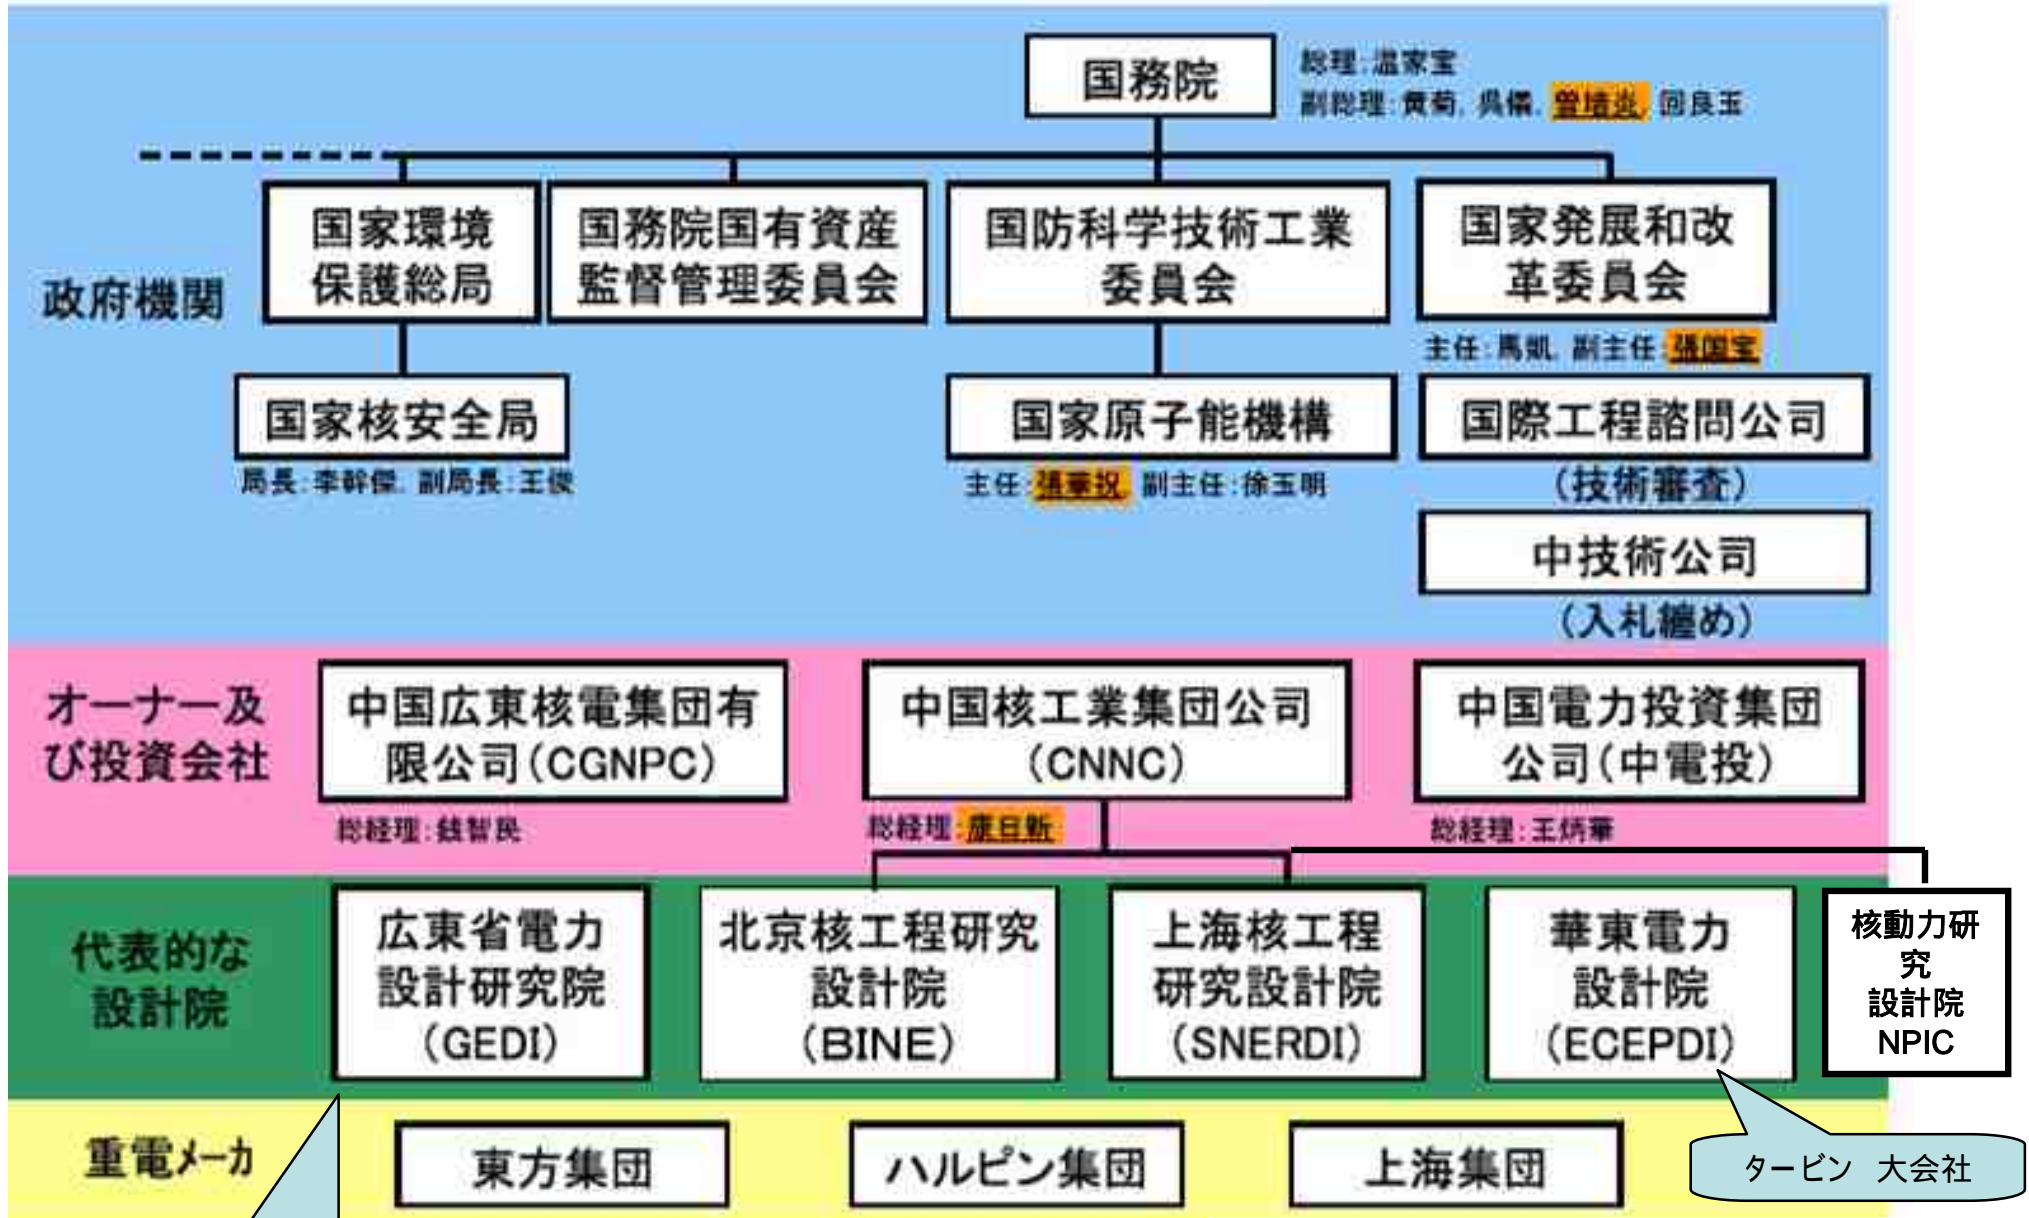 国務院
総理:温家宝
副総理:黄菊, 呉儀, 曽培炎, 回良玉
政府機関
国家環境
保護総局
国務院国有資産
監督管理委員会
国防科学技術工業
委員会
国家発展和改
革委員会
主任:馬凱, 副主任:張国宝
国家核安全局
局長:李幹傑, 副局長:王俊
国家原子能機構
主任:張華祝, 副主任:徐玉明
国際工程諮問公司
(技術審査)
中技術公司
(入札纏め)
オーナー及
び投資会社
中国広東核電集団有
限公司(CGNPC)
総経理:銭智民
中国核工業集団公司
(CNNC)
総経理:康日新
中国電力投資集団
公司(中電投)
総経理:王炳華
代表的な
設計院
広東省電力
設計研究院
(GEDI)
北京核工程研究
設計院
(BINE)
上海核工程
研究設計院
(SNERDI)
華東電力
設計院
(ECEPDI)
核動力研
究
設計院
NPIC
重電メーカ
東方集団
ハルピン集団
上海集団
タービン 大会社